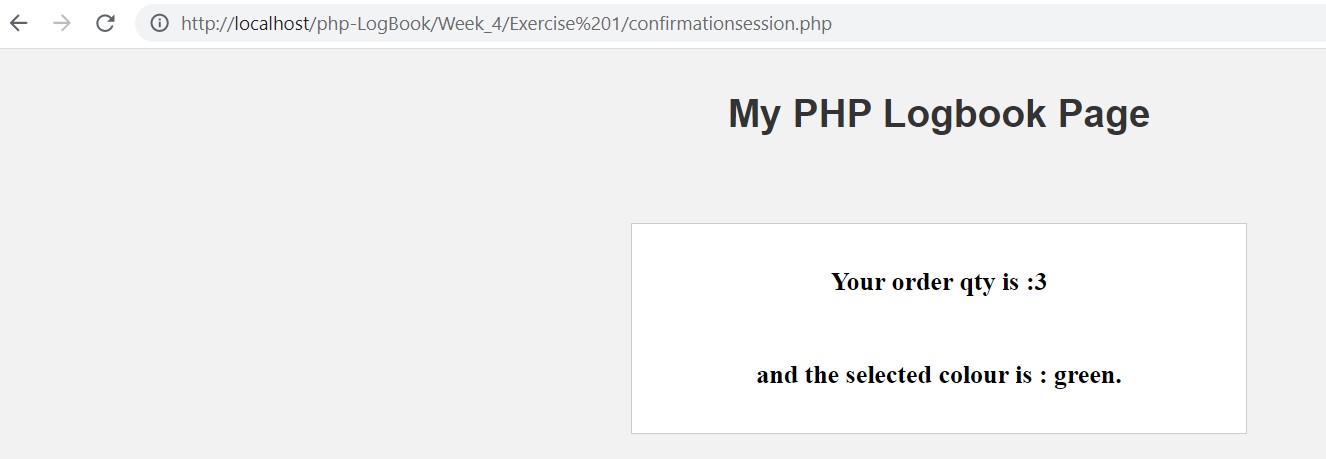 http://localhost/php-LogBook/Week_4/Exercise%201/confirmationsession.php
My PHP Logbook Page
Your order qty is :3
and the selected colour is : green.